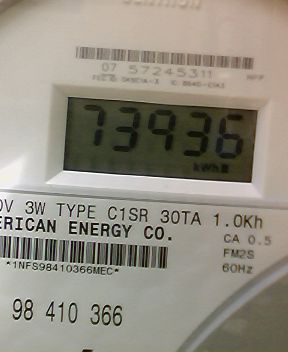 07 57245311
73936
kWh
0V 3W TYPE C1SR 30TA 1.0Kh
ERICAN ENERGY CO.
CA 0.5
FM2S
60Hz
*1NFS98410366MEC*
98 410 366